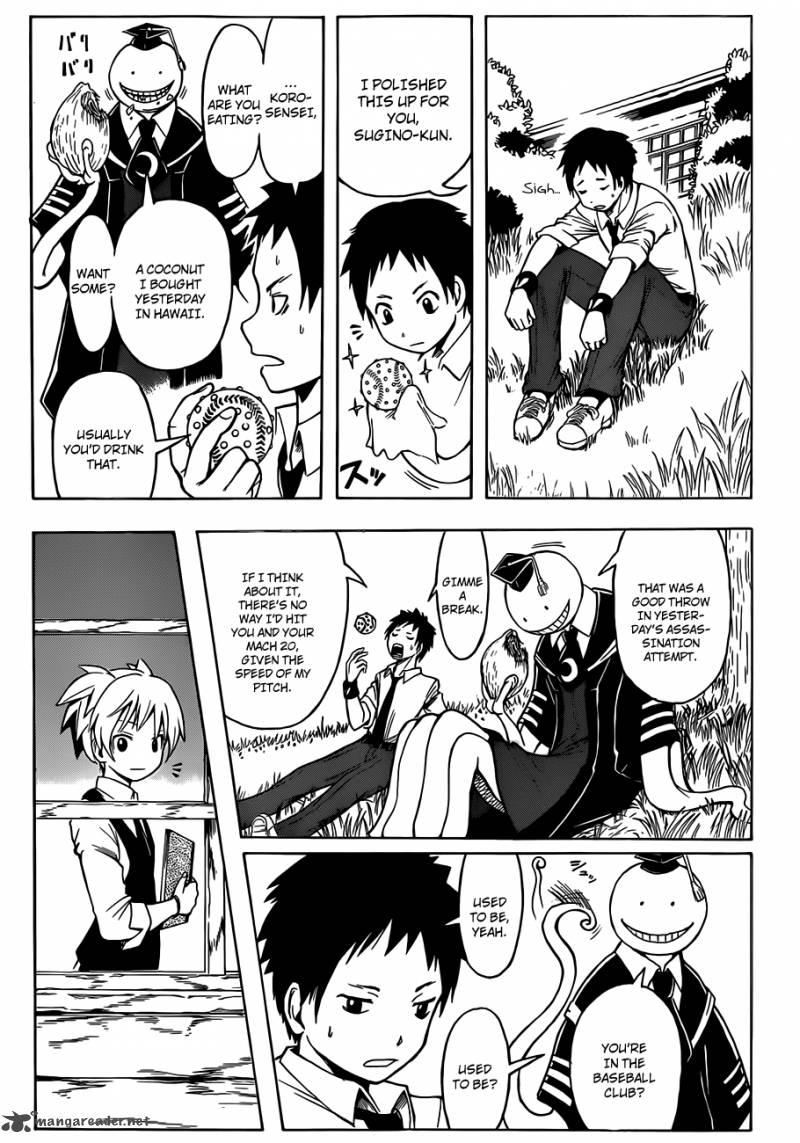 Sigh...
I POLISHED
THIS UP FOR
YOU,
SUGINO-KUN.
スッ
...
KORO-
SENSEI,
WHAT
ARE YOU
EATING?
バリ
バリ
A COCONUT
I BOUGHT
YESTERDAY
IN HAWAII.
WANT
SOME?
USUALLY
YOU'D DRINK
THAT.
THAT WAS A
GOOD THROW
IN YESTER-
DAY'S ASSAS-
SINATION
ATTEMPT.
GIMME
A
BREAK.
IF I THINK
ABOUT IT,
THERE'S NO
WAY I'D HIT
YOU AND YOUR
MACH 20,
GIVEN THE
SPEED OF MY
PITCH.
YOU'RE
IN THE
BASEBALL
CLUB?
USED
TO BE,
YEAH.
USED
TO BE?
mangareader.net